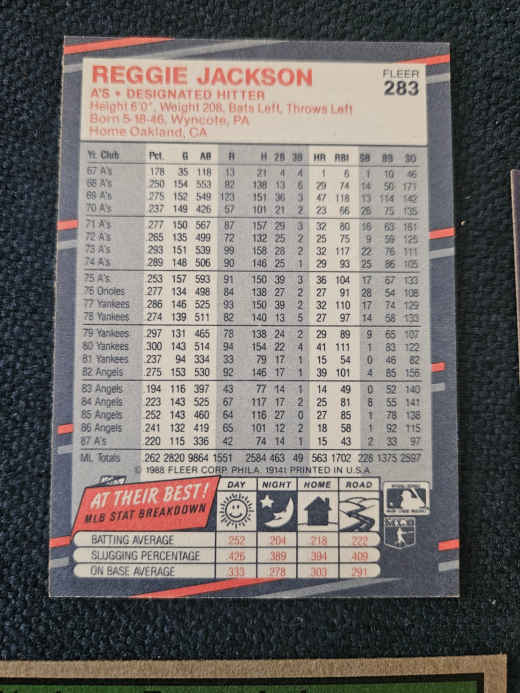 REGGIE JACKSON
FLEER
283
A'S • DESIGNATED HITTER
Height 6'0", Weight 208, Bats Left, Throws Left
Born 5-18-46, Wyncote, PA
Home Oakland, CA
Yr. Club Pct. G AB R H 2B 3B HR RBI SB BB SO
67 A's .178 35 118 13 21 4 4 1 6 1 10 46
68 A's .250 154 553 82 138 13 6 29 74 14 50 171
69 A's .275 152 549 123 151 36 3 47 118 13 114 142
70 A's .237 149 426 57 101 21 2 23 66 26 75 135
71 A's .277 150 567 87 157 29 3 32 80 16 63 161
72 A's .265 135 499 72 132 25 2 25 75 9 59 125
73 A's .293 151 539 99 158 28 2 32 117 22 76 111
74 A's .289 148 506 90 146 25 1 29 93 25 86 105
75 A's .253 157 593 91 150 39 3 36 104 17 67 133
76 Orioles .277 134 498 84 138 27 2 27 91 28 54 108
77 Yankees .286 146 525 93 150 39 2 32 110 17 74 129
78 Yankees .274 139 511 82 140 13 5 27 97 14 58 133
79 Yankees .297 131 465 78 138 24 2 29 89 9 65 107
80 Yankees .300 143 514 94 154 22 4 41 111 1 83 122
81 Yankees .237 94 334 33 79 17 1 15 54 0 46 82
82 Angels .275 153 530 92 146 17 1 39 101 4 85 156
83 Angels .194 116 397 43 77 14 1 14 49 0 52 140
84 Angels .223 143 525 67 117 17 2 25 81 8 55 141
85 Angels .252 143 460 64 116 27 0 27 85 1 78 138
86 Angels .241 132 419 65 101 12 2 18 58 1 92 115
87 A's .220 115 336 42 74 14 1 15 43 2 33 97
ML Totals .262 2820 9864 1551 2584 463 49 563 1702 228 1375 2597
© 1988 FLEER CORP. PHILA. 19141 PRINTED IN U.S.A.
AT THEIR BEST!
MLB STAT BREAKDOWN
DAY NIGHT HOME ROAD
BATTING AVERAGE .252 .204 .218 .222
SLUGGING PERCENTAGE .426 .389 .394 .409
ON BASE AVERAGE .333 .278 .303 .291